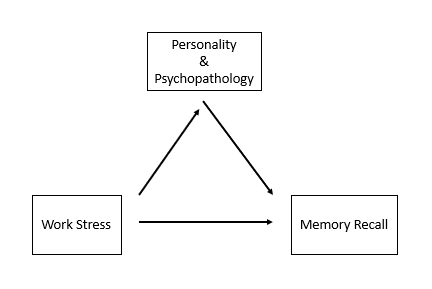 Personality
&
Psychopathology
Work Stress
Memory Recall